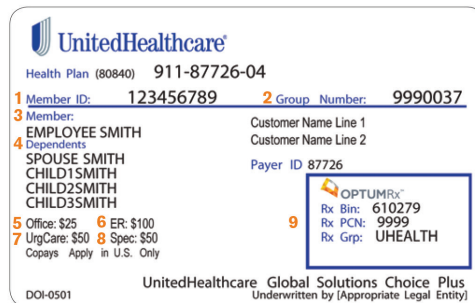 UnitedHealthcare®
Health Plan (80840) 911-87726-04
1 Member ID: 123456789 2 Group Number: 9990037
3 Member:
EMPLOYEE SMITH
4 Dependents
SPOUSE SMITH
CHILD1SMITH
CHILD2SMITH
CHILD3SMITH
Customer Name Line 1
Customer Name Line 2
Payer ID 87726
5 Office: $25 6 ER: $100
7 UrgCare: $50 8 Spec: $50
Copays Apply in U.S. Only
9
OPTUMRx™
Rx Bin: 610279
Rx PCN: 9999
Rx Grp: UHEALTH
UnitedHealthcare Global Solutions Choice Plus
DOI-0501 Underwritten by [Appropriate Legal Entity]